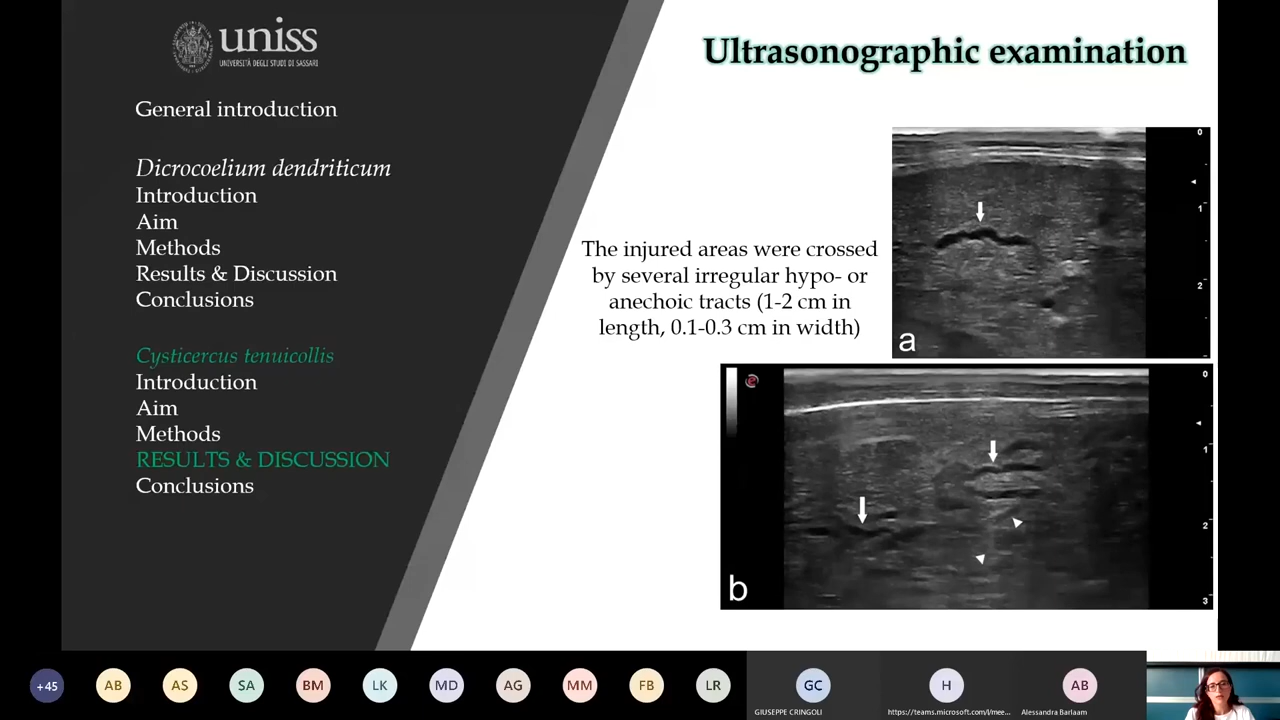 uniss
UNIVERSITÀ DEGLI STUDI DI SASSARI
Ultrasonographic examination
General introduction
Dicrocoelium dendriticum
Introduction
Aim
Methods
Results & Discussion
Conclusions
Cysticercus tenuicollis
Introduction
Aim
Methods
RESULTS & DISCUSSION
Conclusions
The injured areas were crossed
by several irregular hypo- or
anechoic tracts (1-2 cm in
length, 0.1-0.3 cm in width)
0
1
2
a
0
1
2
3
b
+45
AB
AS
SA
BM
LK
MD
AG
MM
FB
LR
GC
H
AB
GIUSEPPE CRINGOLI
https://teams.microsoft.com/l/mee...
Alessandra Barlaam